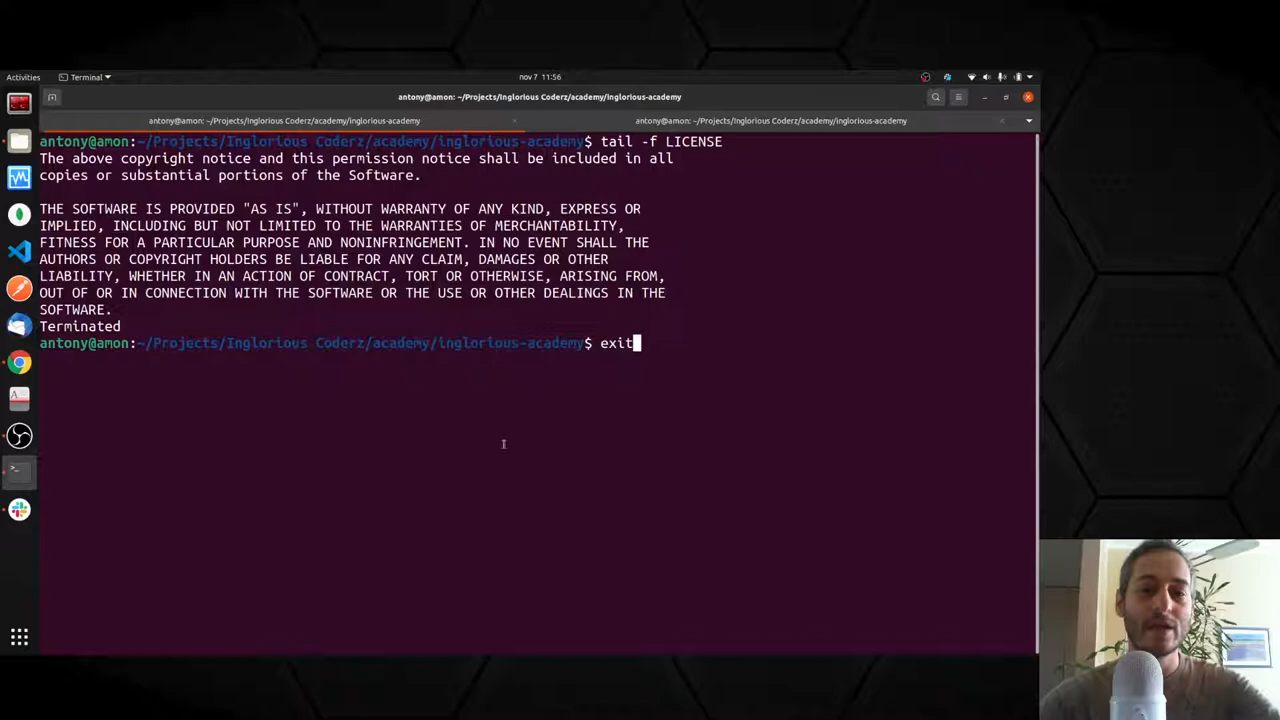 Activities
Terminal
nov 7 11:56
antony@amon: ~/Projects/Inglorious Coderz/academy/inglorious-academy
antony@amon: ~/Projects/Inglorious Coderz/academy/inglorious-academy
antony@amon: ~/Projects/Inglorious Coderz/academy/inglorious-academy
antony@amon:~/Projects/Inglorious Coderz/academy/inglorious-academy$ tail -f LICENSE
The above copyright notice and this permission notice shall be included in all
copies or substantial portions of the Software.
THE SOFTWARE IS PROVIDED "AS IS", WITHOUT WARRANTY OF ANY KIND, EXPRESS OR
IMPLIED, INCLUDING BUT NOT LIMITED TO THE WARRANTIES OF MERCHANTABILITY,
FITNESS FOR A PARTICULAR PURPOSE AND NONINFRINGEMENT. IN NO EVENT SHALL THE
AUTHORS OR COPYRIGHT HOLDERS BE LIABLE FOR ANY CLAIM, DAMAGES OR OTHER
LIABILITY, WHETHER IN AN ACTION OF CONTRACT, TORT OR OTHERWISE, ARISING FROM,
OUT OF OR IN CONNECTION WITH THE SOFTWARE OR THE USE OR OTHER DEALINGS IN THE
SOFTWARE.
Terminated
antony@amon:~/Projects/Inglorious Coderz/academy/inglorious-academy$ exit